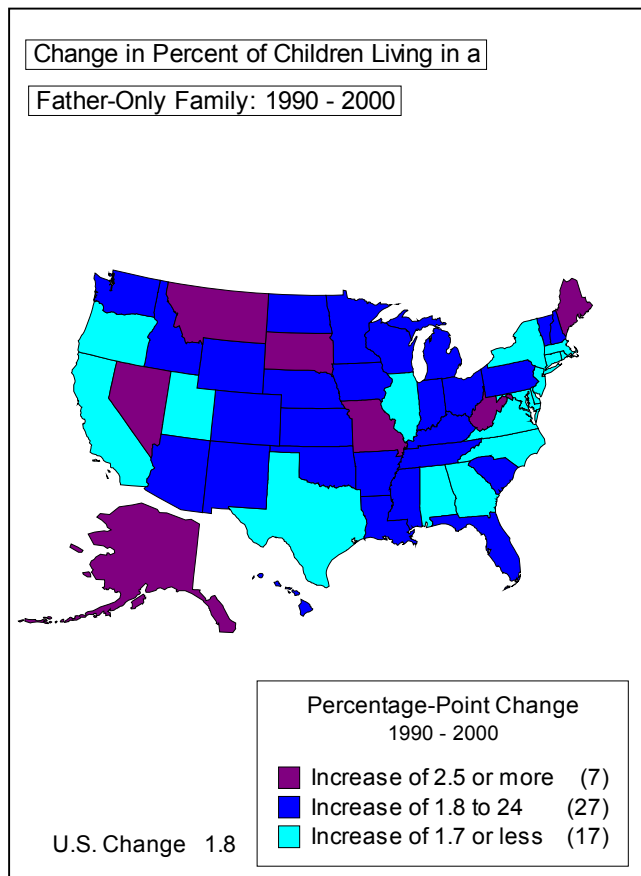 Change in Percent of Children Living in a
Father-Only Family: 1990 - 2000
Percentage-Point Change
1990 - 2000
Increase of 2.5 or more (7)
Increase of 1.8 to 24 (27)
Increase of 1.7 or less (17)
U.S. Change 1.8